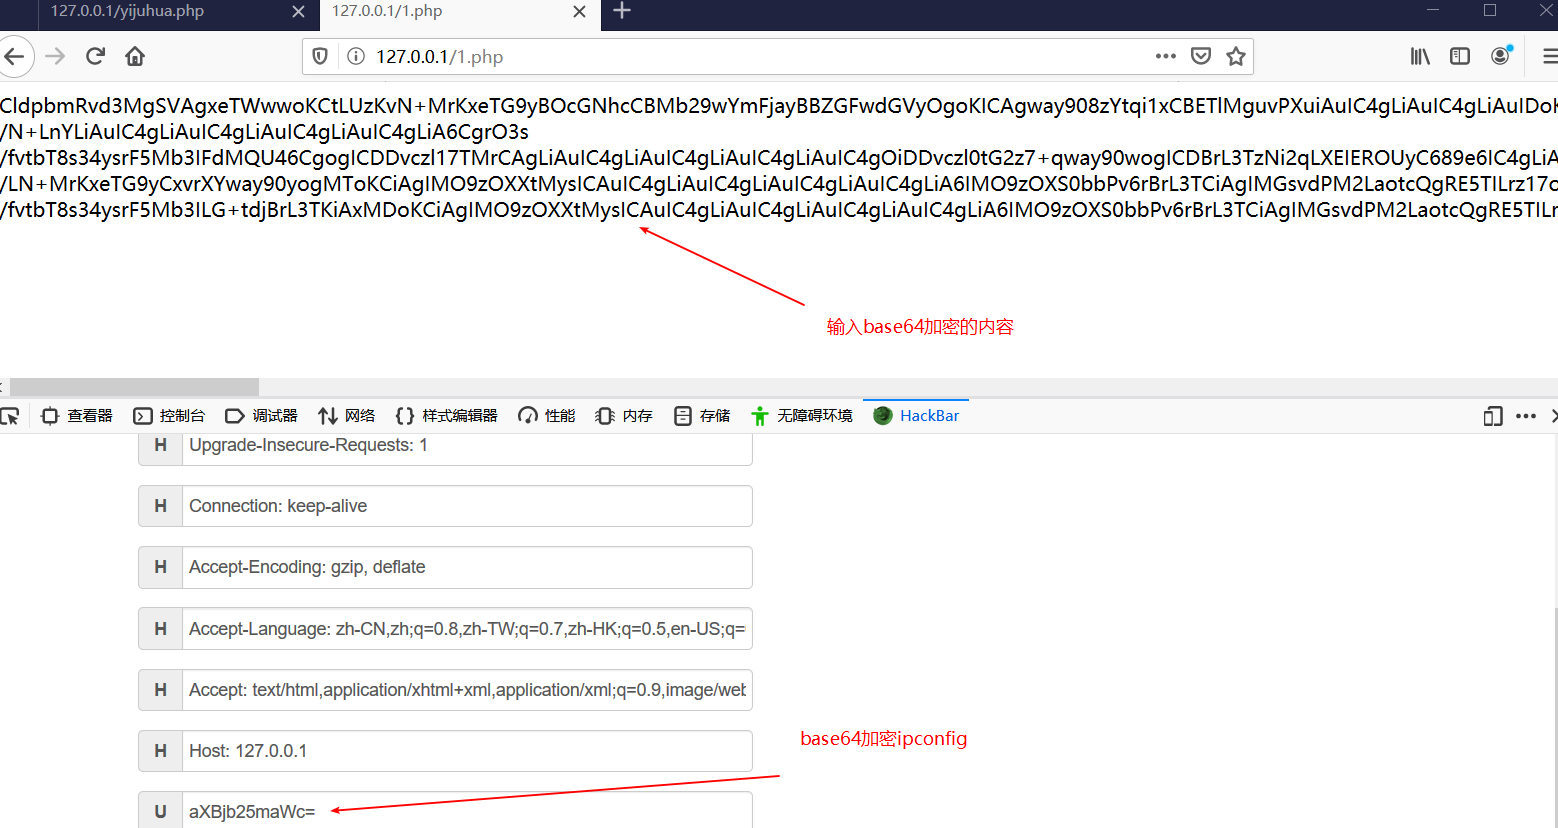 127.0.0.1/yijuhua.php
127.0.0.1/1.php
127.0.0.1/1.php
CldpbmRvd3MgSVAgxeTWwwoKCtLUzKvN+MrKxeTG9yBOcGNhcCBMb29wYmFjayBBZGFwdGVyOgoKICAgway908zYtqi1xCBETlMguvPXuiAuIC4gLiAuIC4gLiAuIDoK
/N+LnYLiAuIC4gLiAuIC4gLiAuIC4gLiAuIC4gLiA6CgrO3s
/fvtbT8s34ysrF5Mb3IFdMQU46CgogICDDvczl17TMrCAgLiAuIC4gLiAuIC4gLiAuIC4gLiAuIC4gOiDDvczl0tG2z7+qway90wogICDBrL3TzNi2qLXEIEROUyC689e6IC4gLiA
/LN+MrKxeTG9yCxvrXYway90yogMToKCiAgIMO9zOXXtMysICAuIC4gLiAuIC4gLiAuIC4gLiAuIC4gLiA6IMO9zOXS0bbPv6rBrL3TCiAgIMGsvdPM2LaotcQgRE5TILrz17o
/fvtbT8s34ysrF5Mb3ILG+tdjBrL3TKiAxMDoKCiAgIMO9zOXXtMysICAuIC4gLiAuIC4gLiAuIC4gLiAuIC4gLiA6IMO9zOXS0bbPv6rBrL3TCiAgIMGsvdPM2LaotcQgRE5TILr
输入base64加密的内容
查看器 控制台 调试器 网络 样式编辑器 性能 内存 存储 无障碍环境 HackBar
H Upgrade-Insecure-Requests: 1
H Connection: keep-alive
H Accept-Encoding: gzip, deflate
H Accept-Language: zh-CN,zh;q=0.8,zh-TW;q=0.7,zh-HK;q=0.5,en-US;q=
H Accept: text/html,application/xhtml+xml,application/xml;q=0.9,image/web
base64加密ipconfig
H Host: 127.0.0.1
U aXBjb25maWc=